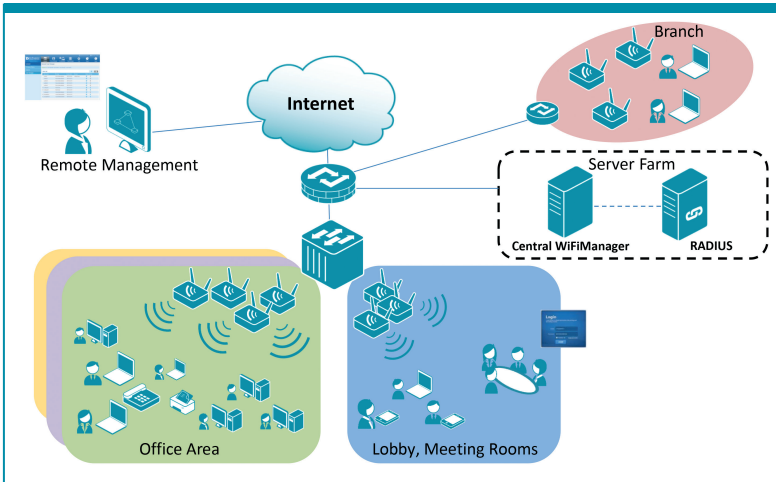 Branch
Internet
Remote Management
Server Farm
Central WiFiManager
RADIUS
Login
Office Area
Lobby, Meeting Rooms